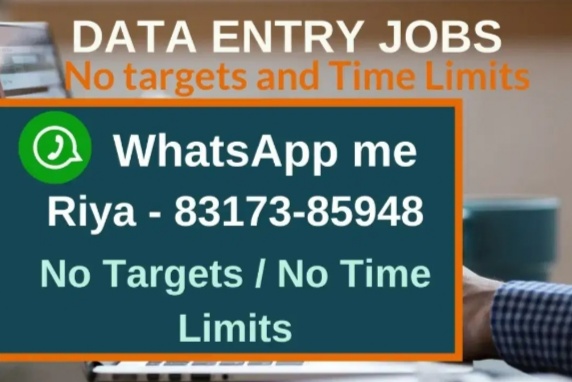 DATA ENTRY JOBS
No targets and Time Limits
WhatsApp me
Riya - 83173-85948
No Targets / No Time
Limits